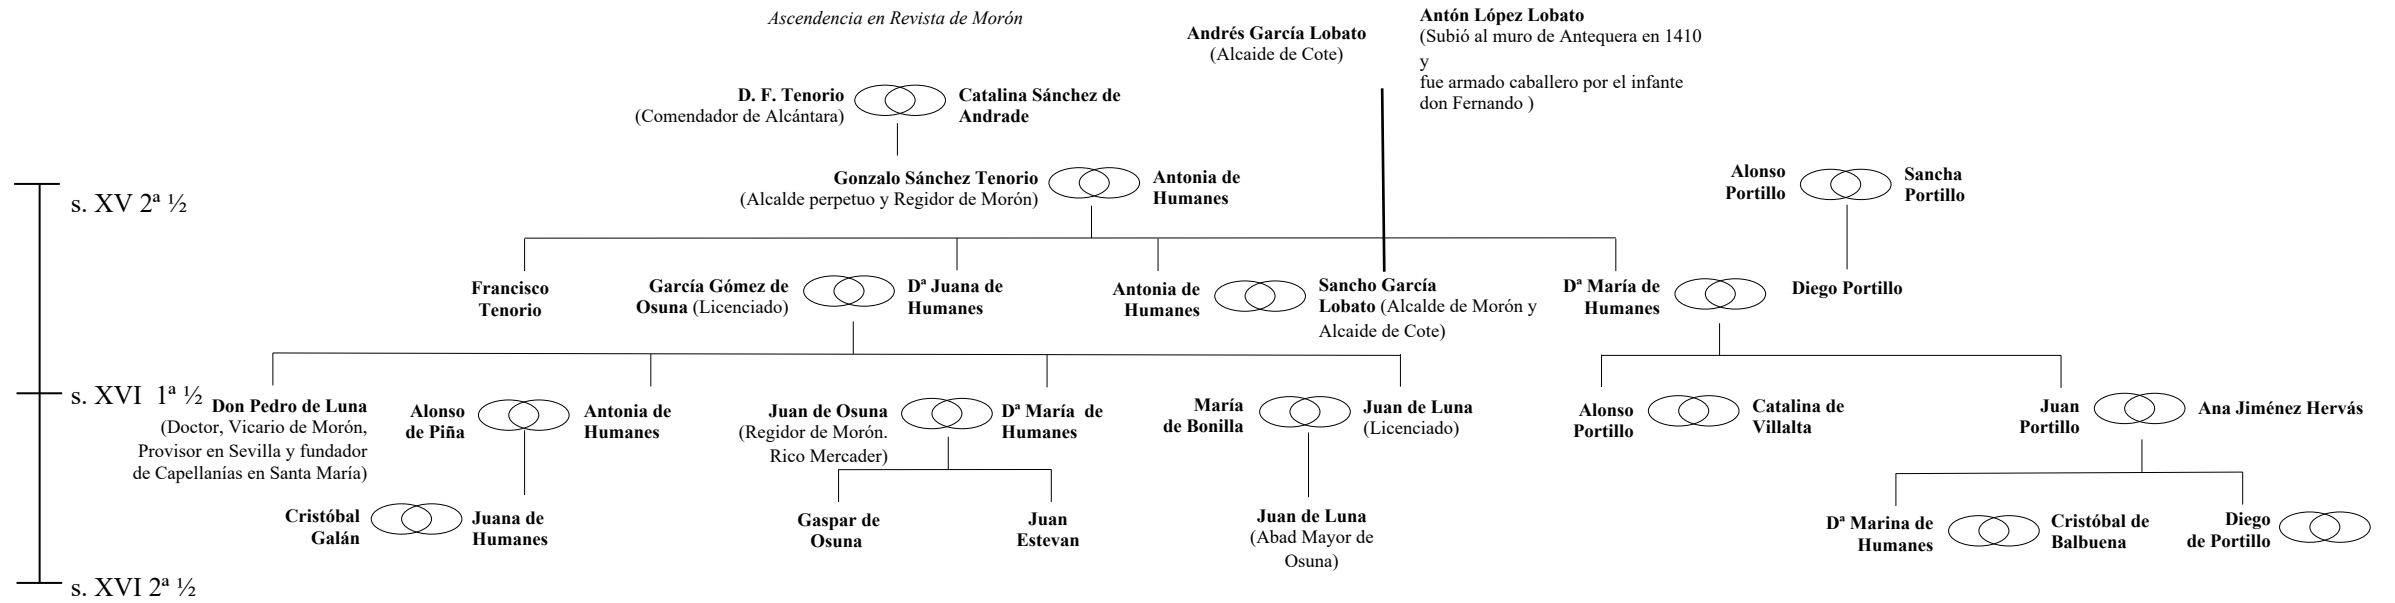 Ascendencia en Revista de Morón
Andrés García Lobato
(Alcaide de Cote)
Antón López Lobato
(Subió al muro de Antequera en 1410
y
fue armado caballero por el infante
don Fernando )
D. F. Tenorio
(Comendador de Alcántara)
Catalina Sánchez de
Andrade
Gonzalo Sánchez Tenorio
(Alcalde perpetuo y Regidor de Morón)
Antonia de
Humanes
Alonso
Portillo
Sancha
Portillo
s. XV 2ª ½
Francisco
Tenorio
García Gómez de
Osuna (Licenciado)
Dª Juana de
Humanes
Antonia de
Humanes
Sancho García
Lobato (Alcalde de Morón y
Alcaide de Cote)
Dª María de
Humanes
Diego Portillo
s. XVI 1ª ½
Don Pedro de Luna
(Doctor, Vicario de Morón,
Provisor en Sevilla y fundador
de Capellanías en Santa María)
Alonso
de Piña
Antonia de
Humanes
Juan de Osuna
(Regidor de Morón.
Rico Mercader)
Dª María de
Humanes
María
de Bonilla
Juan de Luna
(Licenciado)
Alonso
Portillo
Catalina de
Villalta
Juan
Portillo
Ana Jiménez Hervás
Cristóbal
Galán
Juana de
Humanes
Gaspar de
Osuna
Juan
Estevan
Juan de Luna
(Abad Mayor de
Osuna)
Dª Marina de
Humanes
Cristóbal de
Balbuena
Diego
de Portillo
s. XVI 2ª ½